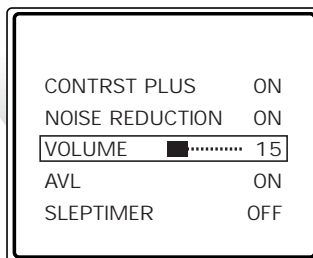 CONTRST PLUS ON
NOISE REDUCTION ON
VOLUME 15
AVL ON
SLEPTIMER OFF